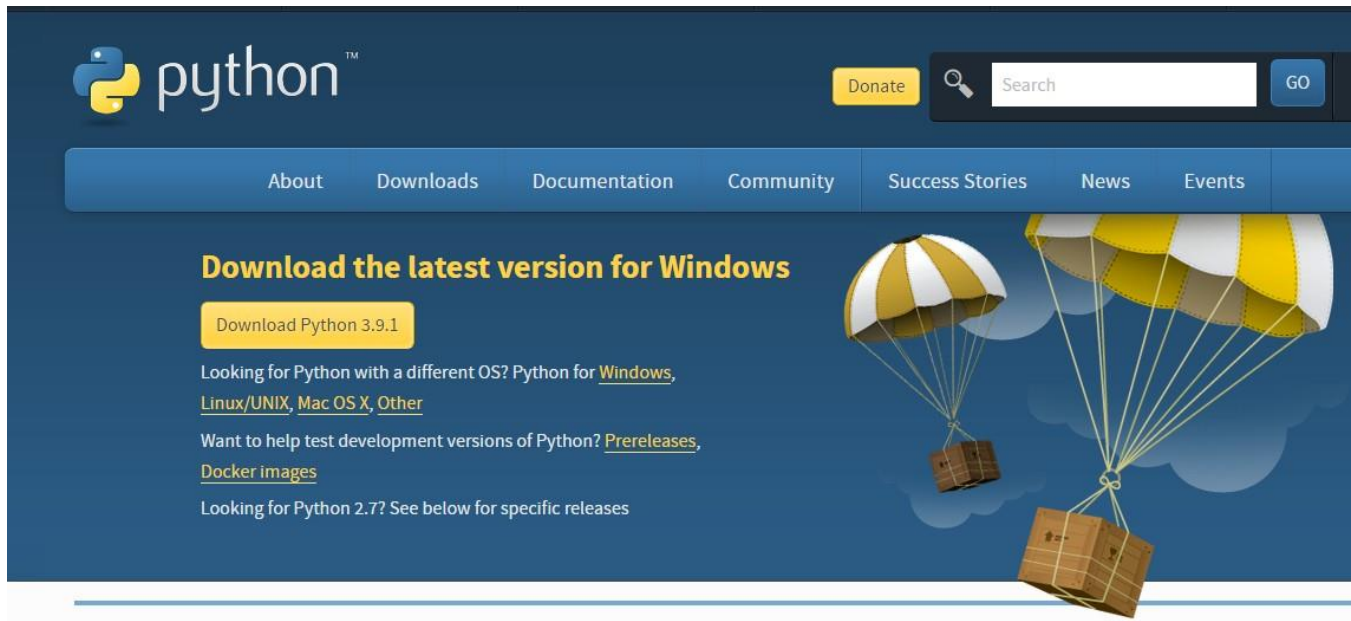 python™
Donate
Search
GO
About Downloads Documentation Community Success Stories News Events
Download the latest version for Windows
Download Python 3.9.1
Looking for Python with a different OS? Python for Windows,
Linux/UNIX, Mac OS X, Other
Want to help test development versions of Python? Prereleases,
Docker images
Looking for Python 2.7? See below for specific releases